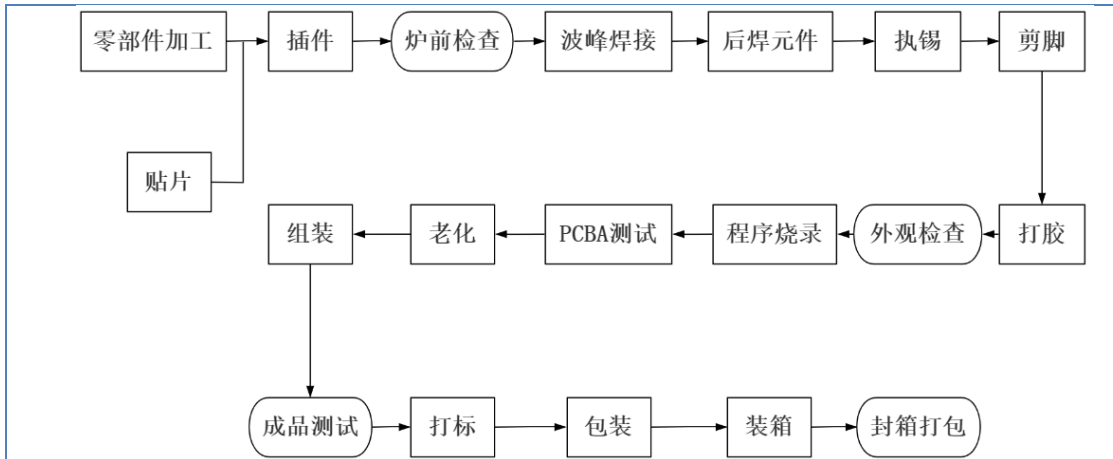 零部件加工
插件
炉前检查
波峰焊接
后焊元件
执锡
剪脚
贴片
打胶
外观检查
程序烧录
PCBA测试
老化
组装
成品测试
打标
包装
装箱
封箱打包